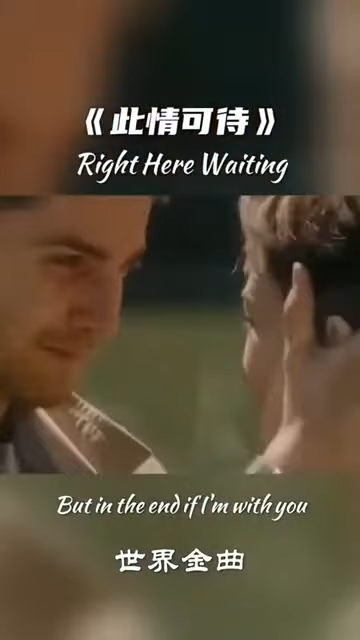 《此情可待》
Right Here Waiting
But in the end if I'm with you
世界金曲